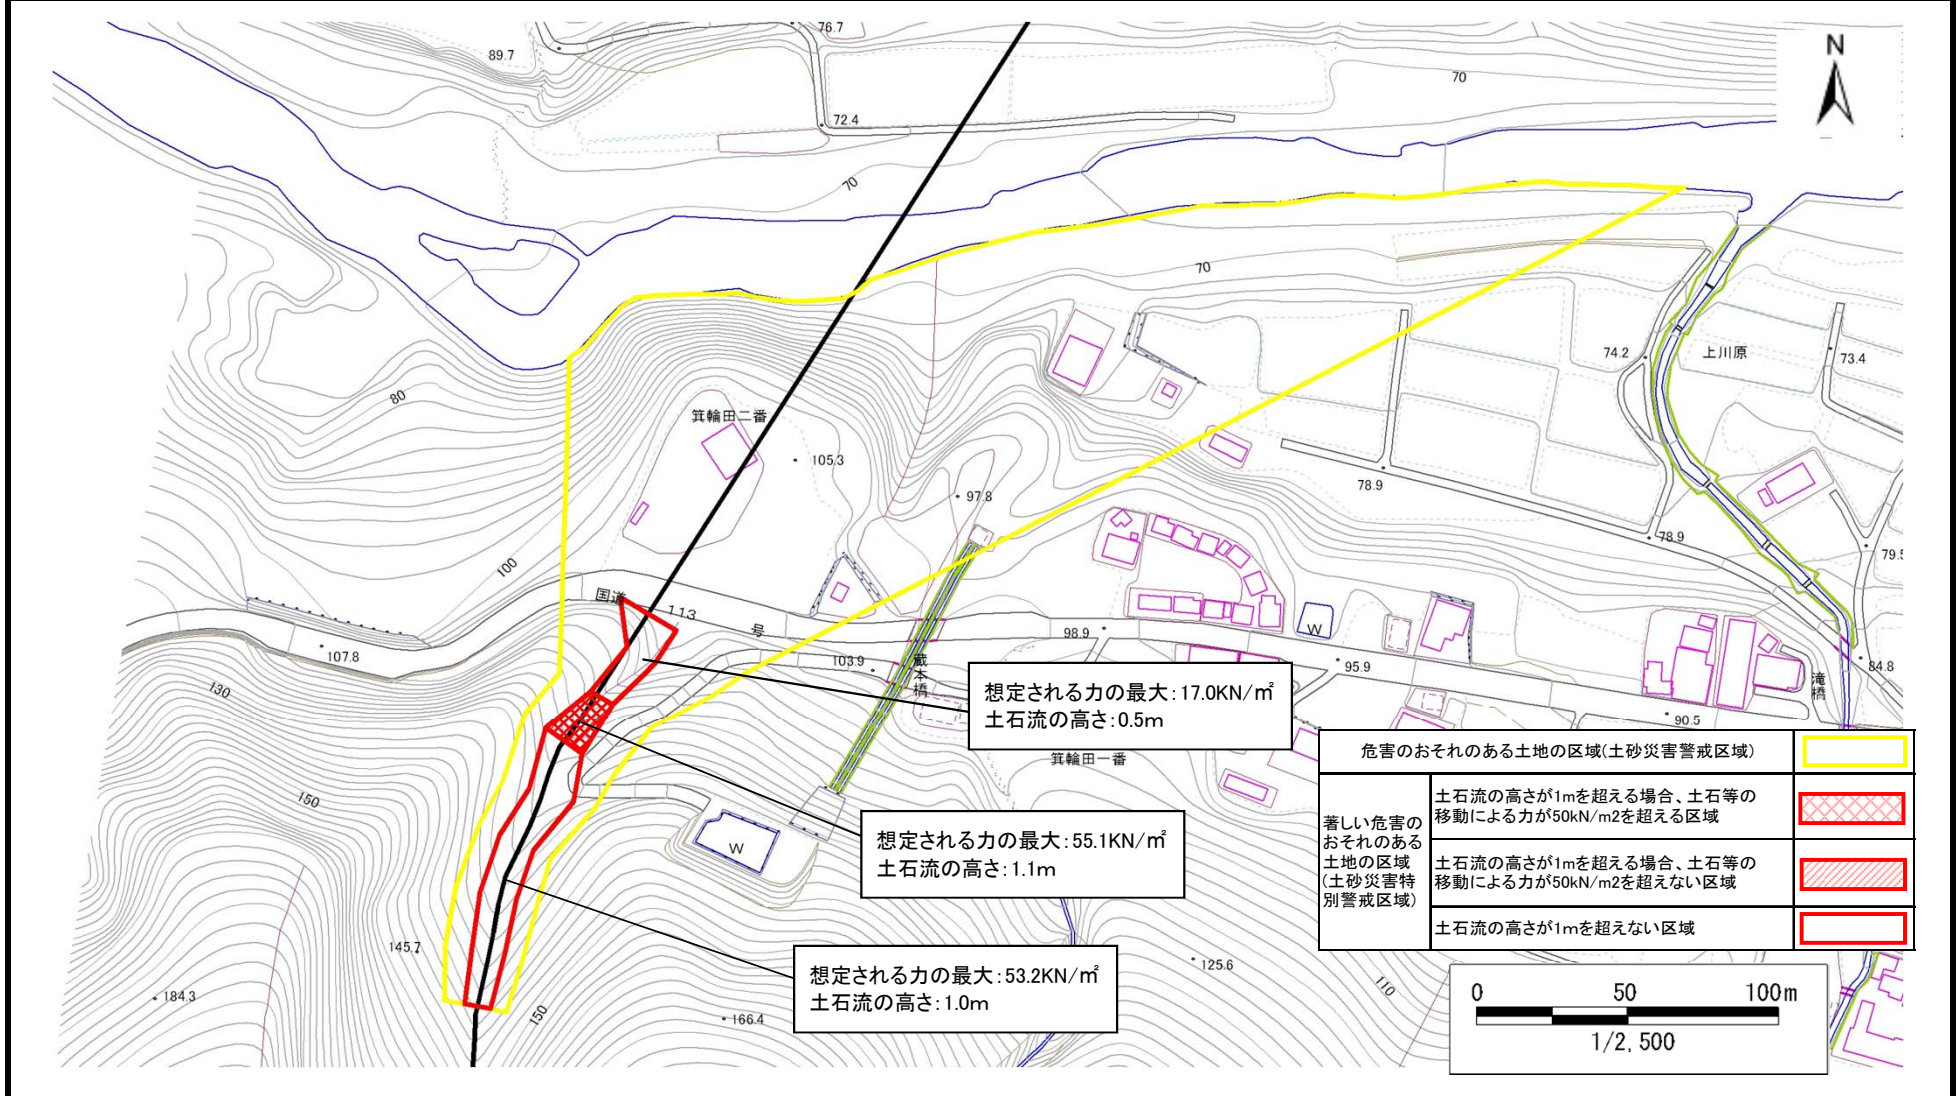 76.7
89.7
70
N
72.4
70
70
74.2
上川原
73.4
80
箕輪田二番
105.3
97.8
78.9
78.9
79.5
100
国道
113
号
98.9
W
107.8
103.9
蔵本橋
95.9
84.8
滝橋
130
想定される力の最大:17.0KN/㎡
土石流の高さ:0.5m
90.5
箕輪田一番
危害のおそれのある土地の区域(土砂災害警戒区域)
著しい危害の
おそれのある
土地の区域
(土砂災害特
別警戒区域)
土石流の高さが1mを超える場合、土石等の
移動による力が50kN/m2を超える区域
土石流の高さが1mを超える場合、土石等の
移動による力が50kN/m2を超えない区域
土石流の高さが1mを超えない区域
150
W
想定される力の最大:55.1KN/㎡
土石流の高さ:1.1m
145.7
想定される力の最大:53.2KN/㎡
土石流の高さ:1.0m
125.6
110
184.3
150
166.4
0 50 100m
1/2,500